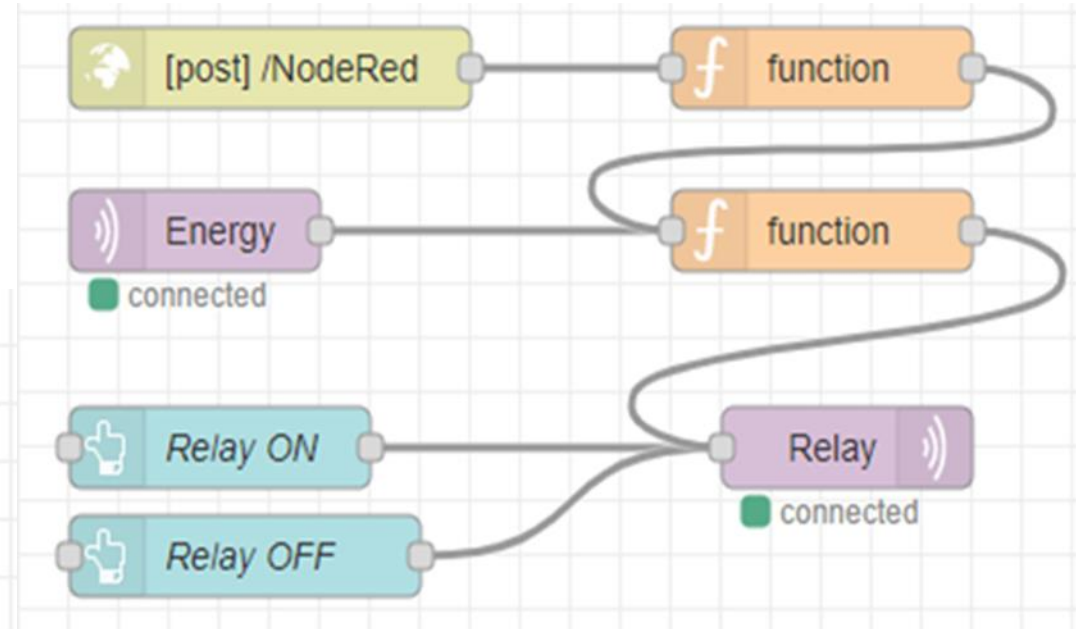 [post] /NodeRed
function
Energy
function
connected
Relay ON
Relay
connected
Relay OFF